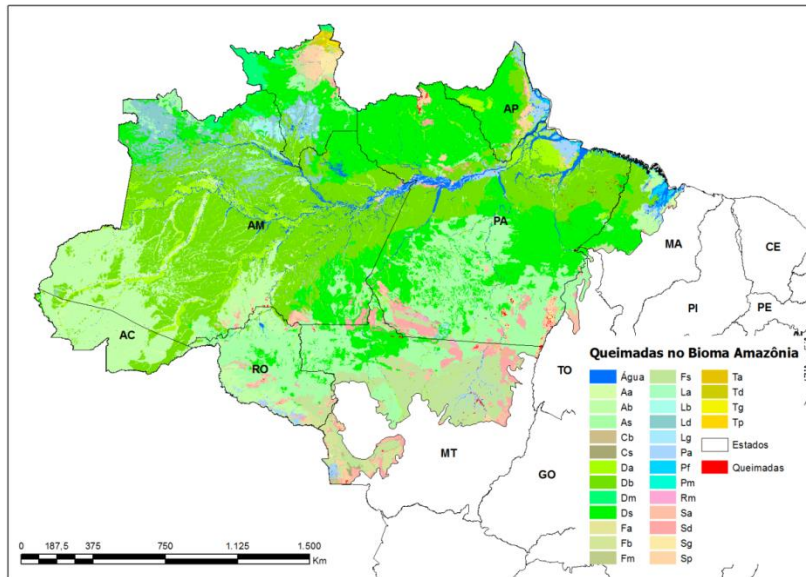 AP
AM
PA
MA
CE
PI
PE
AC
RO
TO
MT
GO
Queimadas no Bioma Amazônia
Água
Aa
Ab
As
Cb
Cs
Da
Db
Dm
Ds
Fa
Fb
Fm
Fs
La
Lb
Ld
Lg
Pa
Pf
Pm
Rm
Sa
Sd
Sg
Sp
Ta
Td
Tg
Tp
Estados
Queimadas
0 187,5 375 750 1.125 1.500
Km